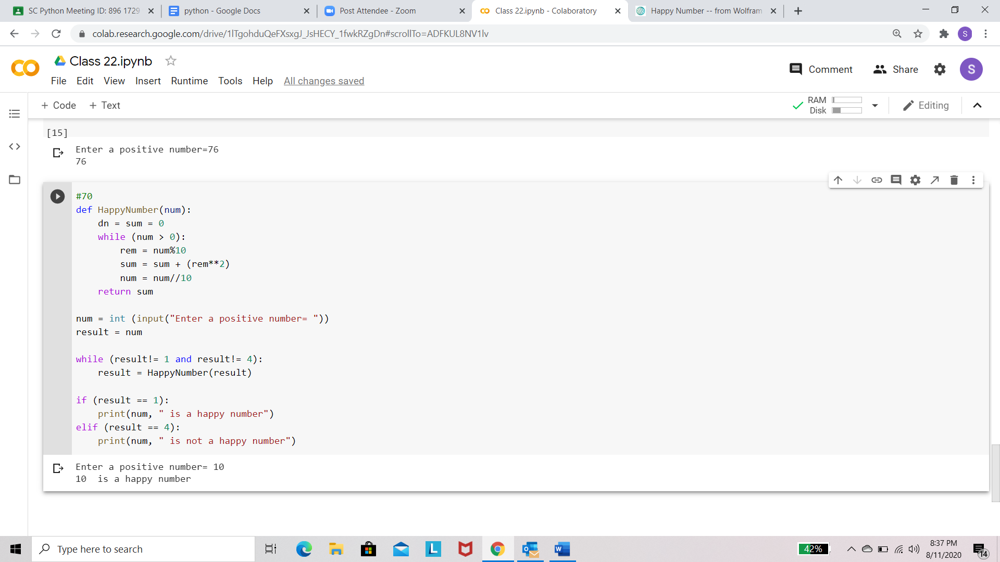 SC Python Meeting ID: 896 1729
python - Google Docs
Post Attendee - Zoom
Class 22.ipynb - Colaboratory
Happy Number -- from Wolfram
colab.research.google.com/drive/1lTgohduQeFXsxgJ_JsHECY_1fwkRZgDn#scrollTo=ADFKUL8NV1lv
S
Class 22.ipynb
File Edit View Insert Runtime Tools Help All changes saved
Comment Share S
+ Code + Text
RAM
Disk
Editing
[15]
Enter a positive number=76
76
#70
def HappyNumber(num):
    dn = sum = 0
    while (num > 0):
        rem = num%10
        sum = sum + (rem**2)
        num = num//10
    return sum
num = int (input("Enter a positive number= "))
result = num
while (result!= 1 and result!= 4):
    result = HappyNumber(result)
if (result == 1):
    print(num, " is a happy number")
elif (result == 4):
    print(num, " is not a happy number")
Enter a positive number= 10
10  is a happy number
Type here to search
L
W
42%
8:37 PM
8/11/2020
14